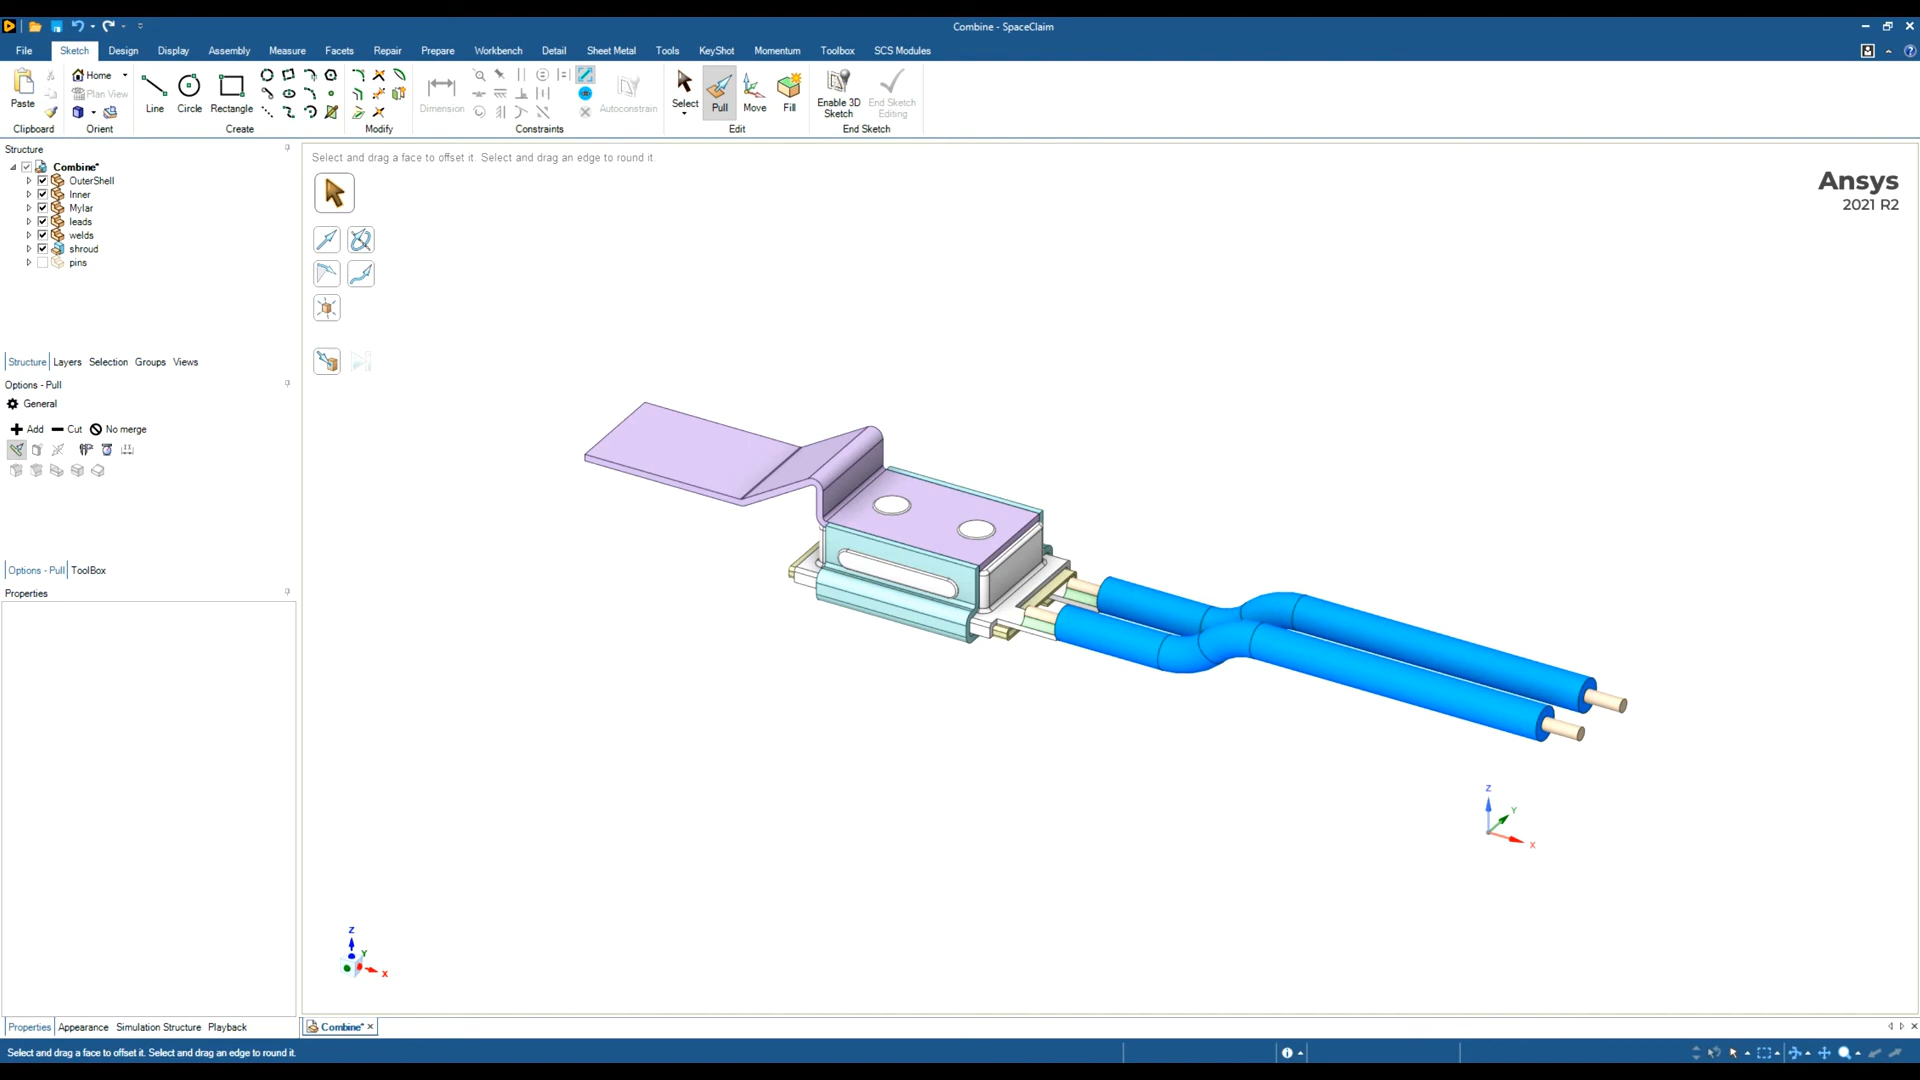 Combine - SpaceClaim
File Sketch Design Display Assembly Measure Facets Repair Prepare Workbench Detail Sheet Metal Tools KeyShot Momentum Toolbox SCS Modules
Home
Plan View
Paste
Line Circle Rectangle
Dimension
Autoconstrain
Select Pull Move Fill
Enable 3D Sketch
End Sketch Editing
Clipboard Orient Create Modify Constraints Edit End Sketch
Structure
Combine*
OuterShell
Inner
Mylar
leads
welds
shroud
pins
Structure Layers Selection Groups Views
Options - Pull
General
Add Cut No merge
Options - Pull ToolBox
Properties
Properties Appearance Simulation Structure Playback
Select and drag a face to offset it. Select and drag an edge to round it.
Select and drag a face to offset it. Select and drag an edge to round it
Ansys
2021 R2
Z
Y
X
Z
Y
X
Combine*